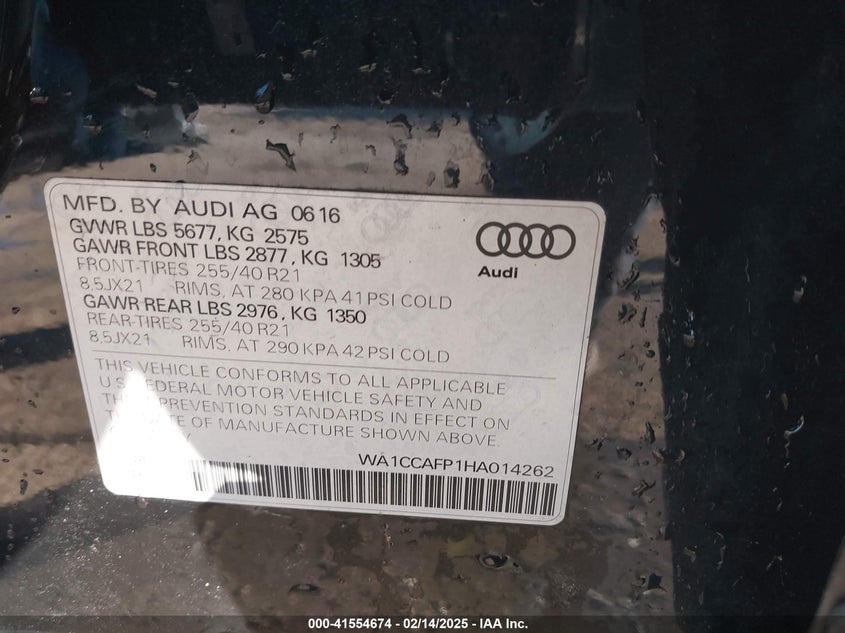 MFD. BY AUDI AG 0616
GVWR LBS 5677, KG 2575
GAWR FRONT LBS 2877, KG 1305
FRONT-TIRES 255/40 R21
8,5JX21 RIMS, AT 280 KPA 41 PSI COLD
GAWR REAR LBS 2976, KG 1350
REAR-TIRES 255/40 R21
8,5JX21 RIMS, AT 290 KPA 42 PSI COLD
Audi
THIS VEHICLE CONFORMS TO ALL APPLICABLE
U.S. FEDERAL MOTOR VEHICLE SAFETY AND
PREVENTION STANDARDS IN EFFECT ON
OF MANUFACTURE SHOWN ABOVE.
WA1CCAFP1HA014262
000-41554674 - 02/14/2025 - IAA Inc.